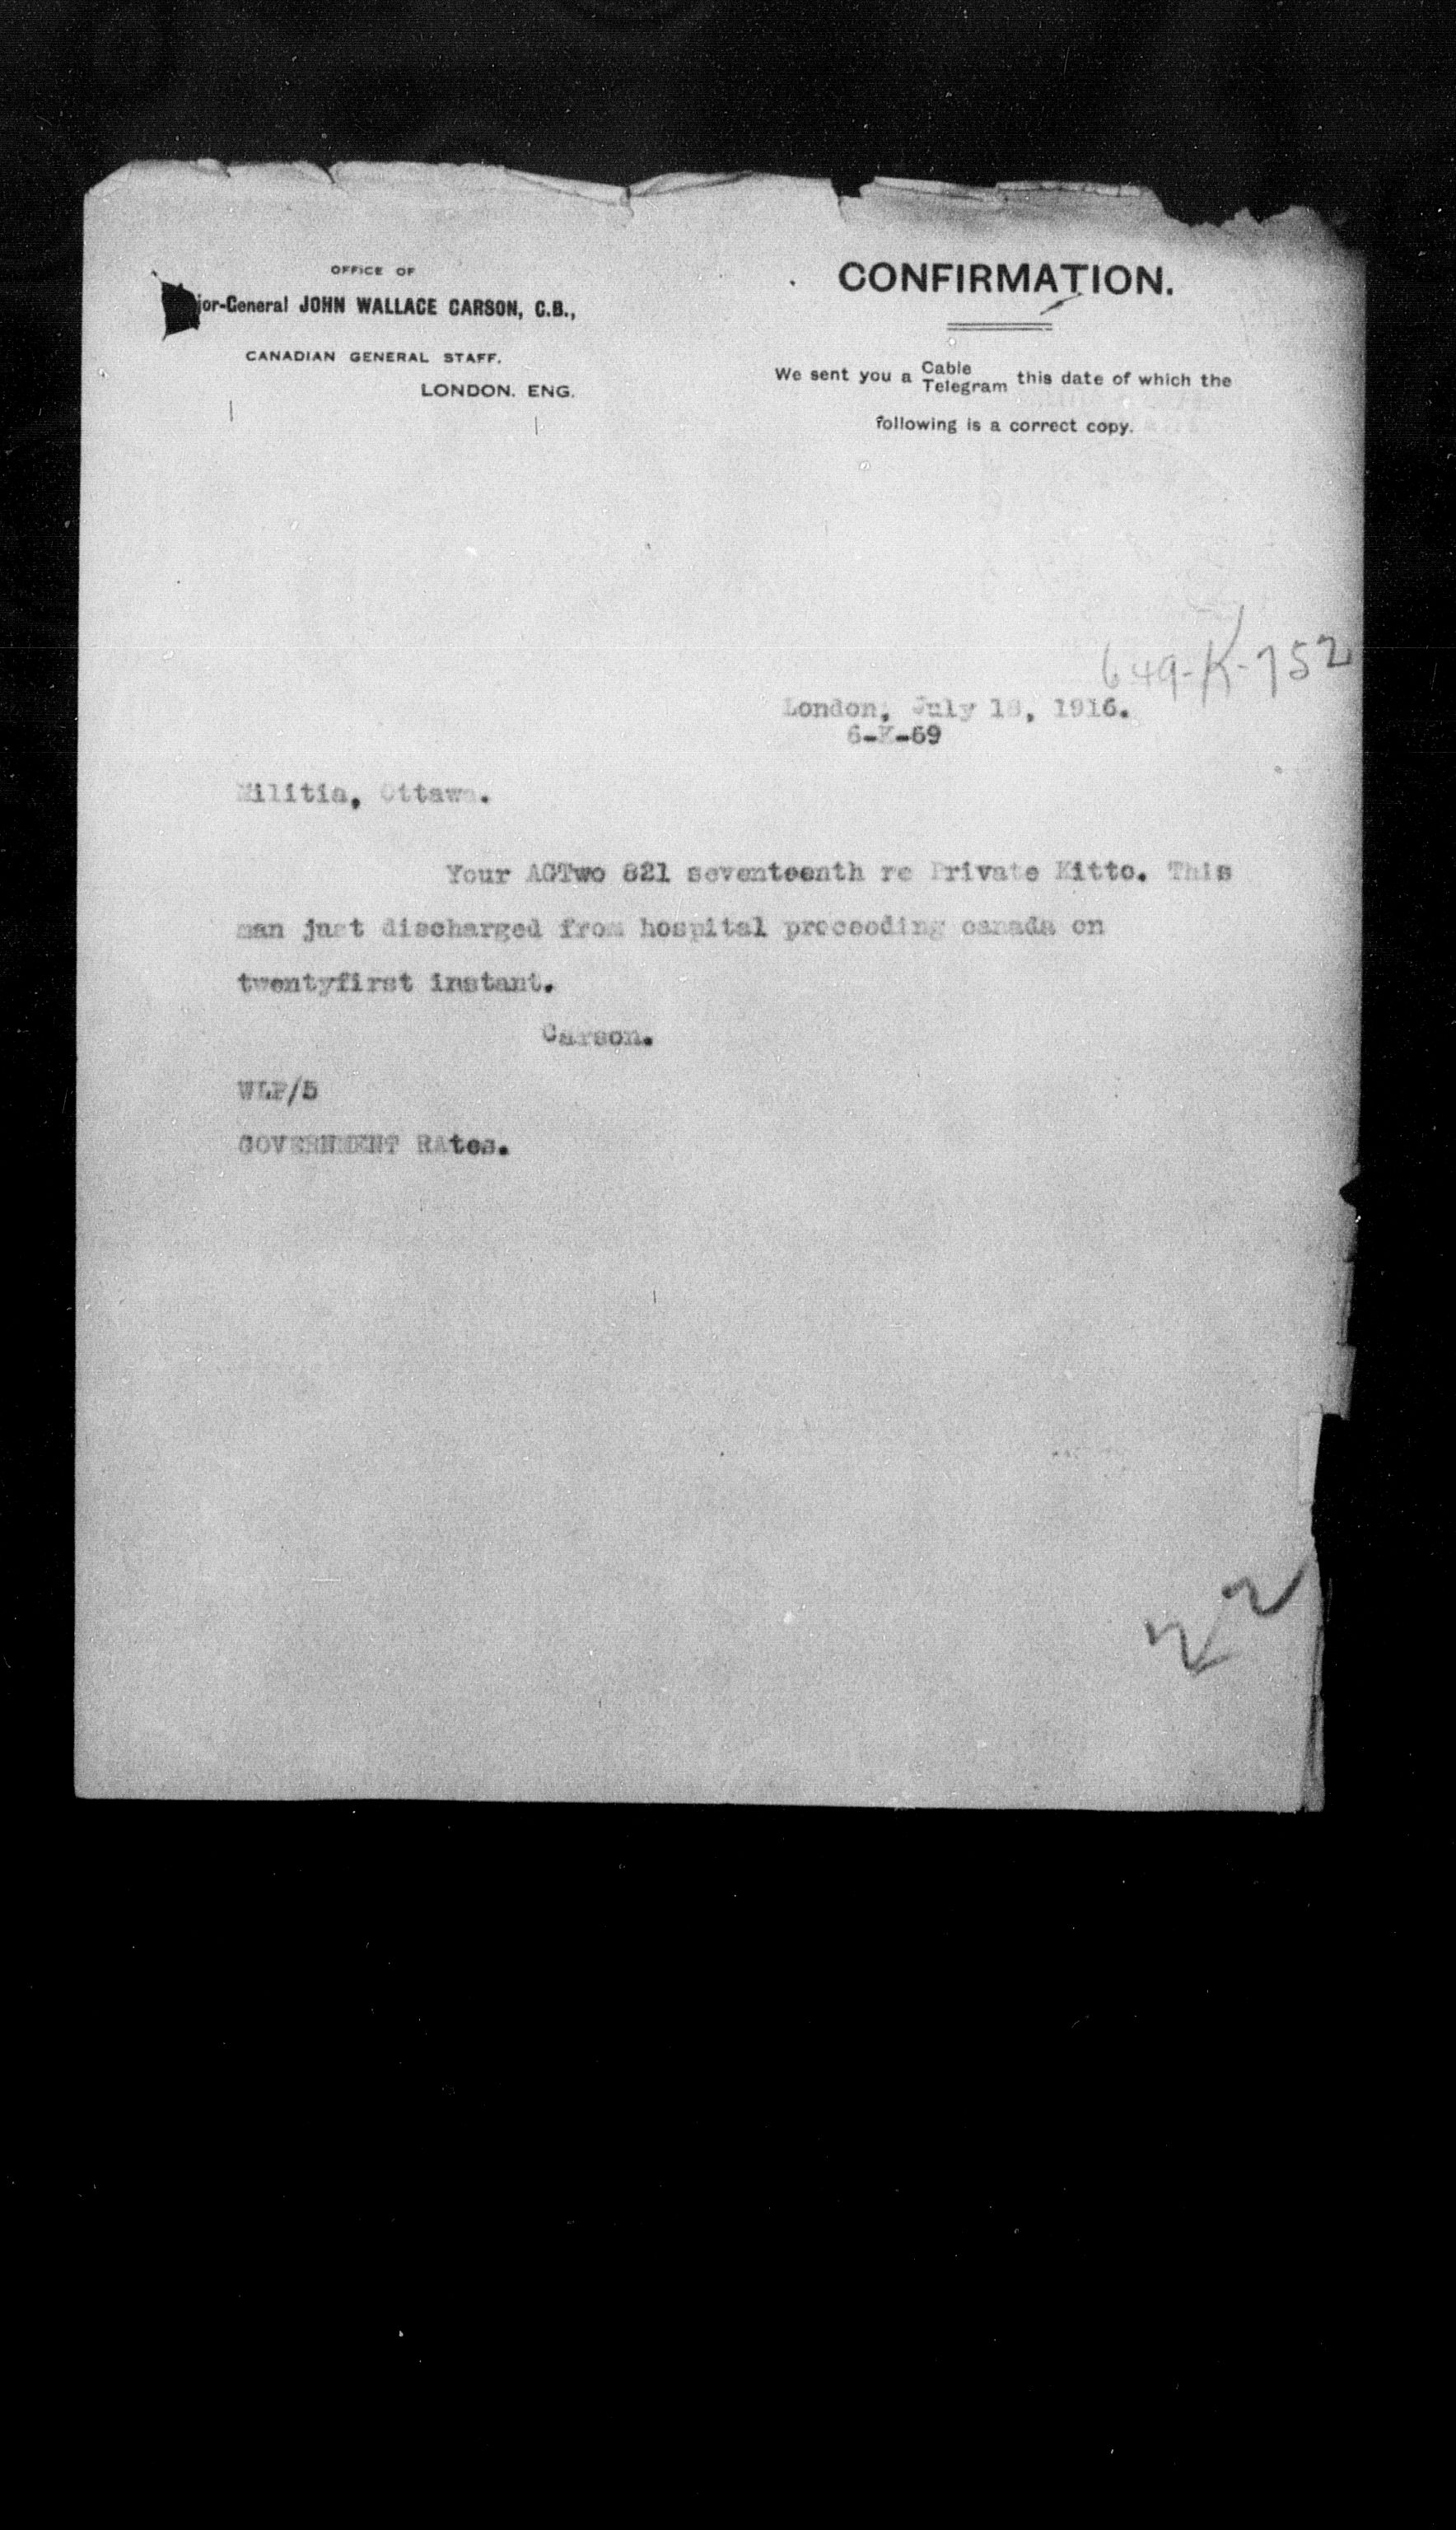 OFFICE OF
jor-General JOHN WALLACE CARSON, C.B.,
CANADIAN GENERAL STAFF.
LONDON. ENG.
CONFIRMATION.
We sent you a Cable Telegram this date of which the
following is a correct copy.
649-K-752
London, July 18, 1916.
6-K-69
Militia, Ottawa.
Your AGTwo 821 seventeenth re Private Kitto. This
man just discharged from hospital proceeding canada on
twentyfirst instant.
Carson.
WLF/5
GOVERNMENT RAtes.